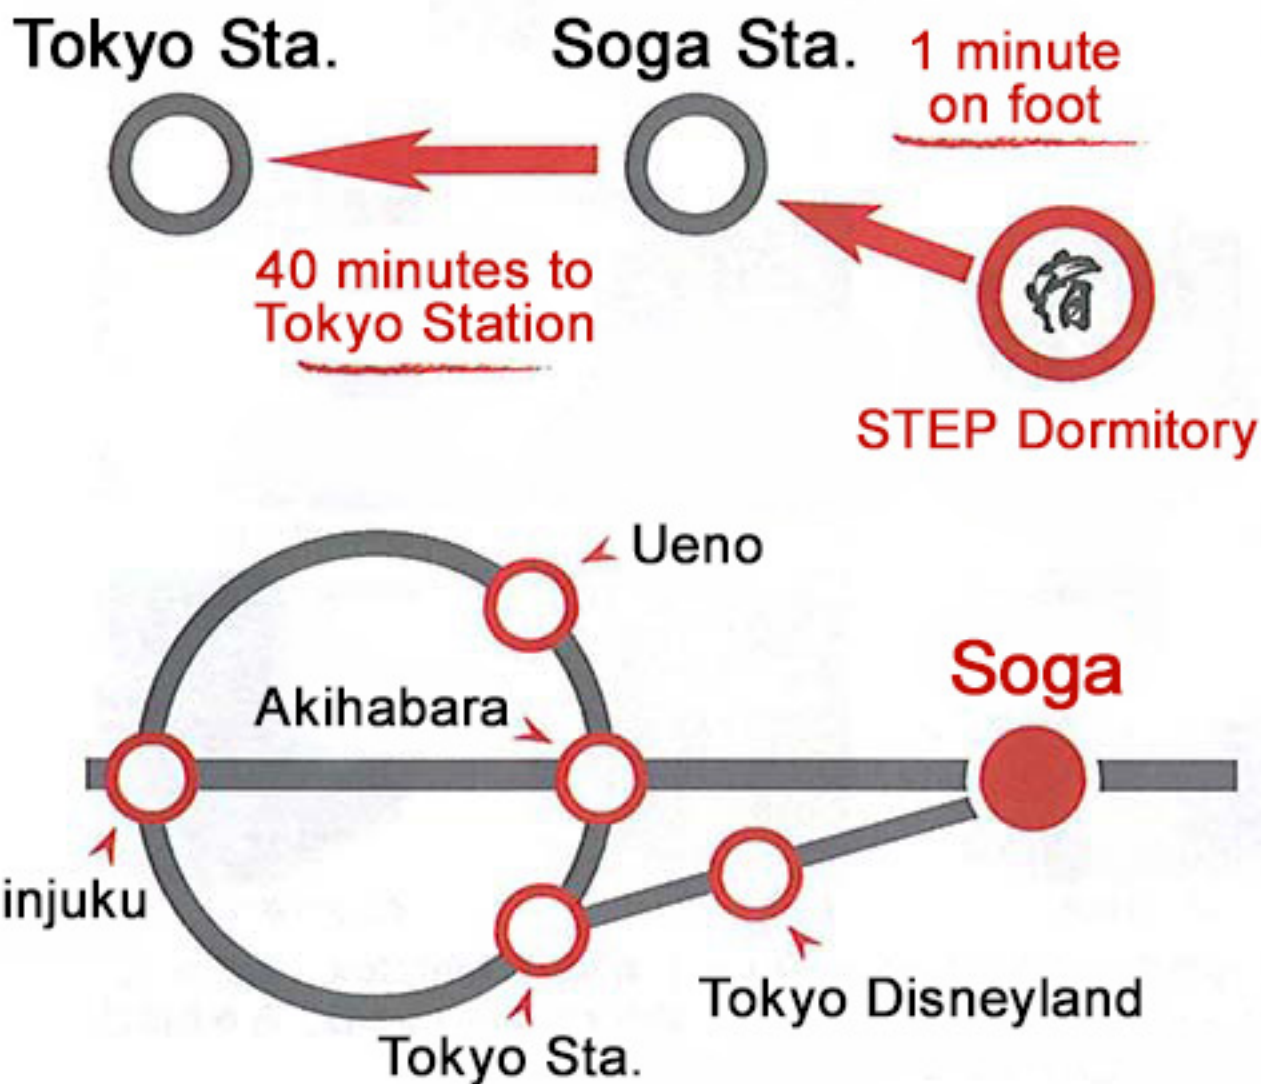 Tokyo Sta.
Soga Sta.
1 minute
on foot
40 minutes to
Tokyo Station
宿
STEP Dormitory
Ueno
Soga
Akihabara
injuku
Tokyo Disneyland
Tokyo Sta.